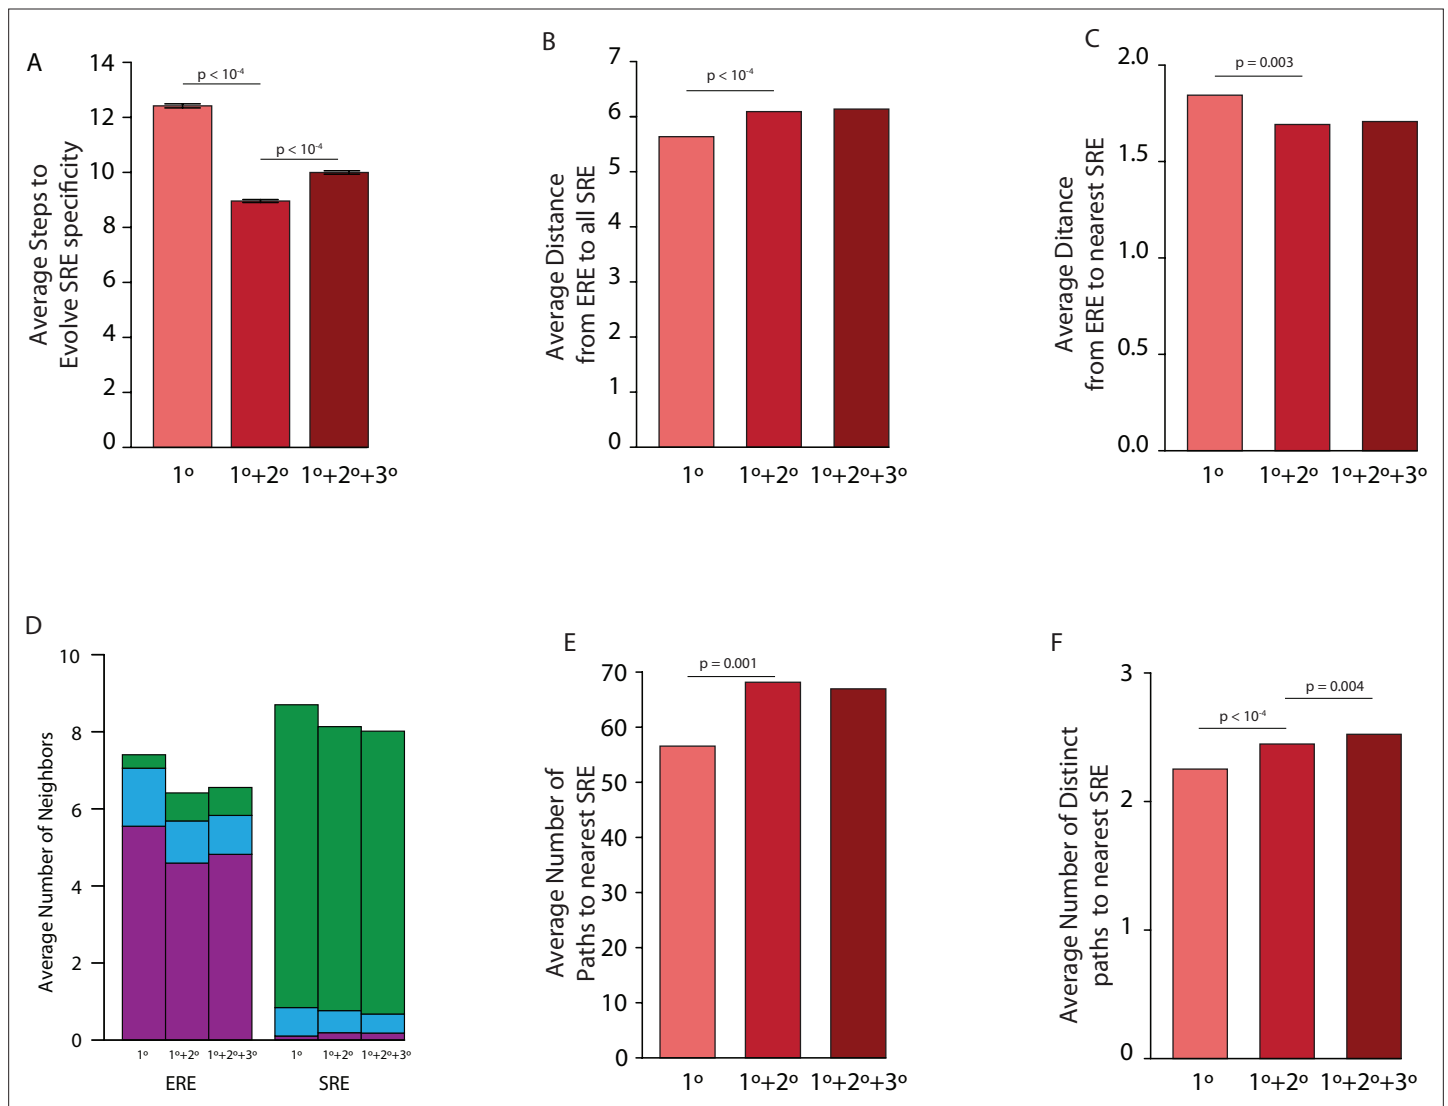 A
Average Steps to
Evolve SRE specificity
14
12
10
8
6
4
2
0
p < 10-4
p < 10-4
1º
1º+2º
1º+2º+3º
B
Average Distance
from ERE to all SRE
7
6
5
4
3
2
1
0
p < 10-4
1º
1º+2º
1º+2º+3º
C
Average Ditance
from ERE to nearest SRE
2.0
1.5
1.0
0.5
0.0
p = 0.003
1º
1º+2º
1º+2º+3º
D
Average Number of Neighbors
10
8
6
4
2
0
1º
1º+2º
1º+2º+3º
1º
1º+2º
1º+2º+3º
ERE
SRE
E
Average Number of
Paths to nearest SRE
70
60
50
40
30
20
10
0
p = 0.001
1º
1º+2º
1º+2º+3º
F
Average Number of Distinct
paths to nearest SRE
3
2
1
0
p < 10-4
p = 0.004
1º
1º+2º
1º+2º+3º